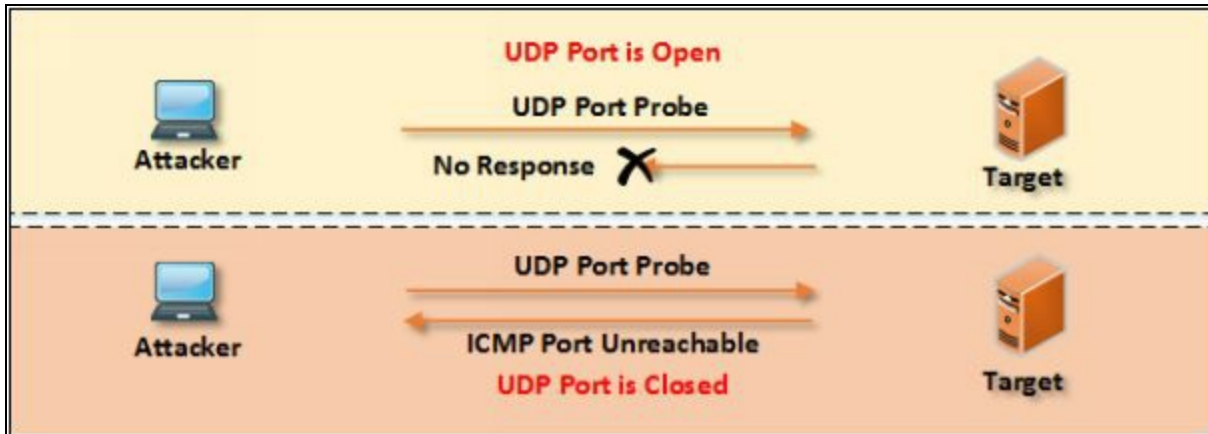 UDP Port is Open
UDP Port Probe
Attacker
No Response
Target
UDP Port Probe
Attacker
ICMP Port Unreachable
Target
UDP Port is Closed